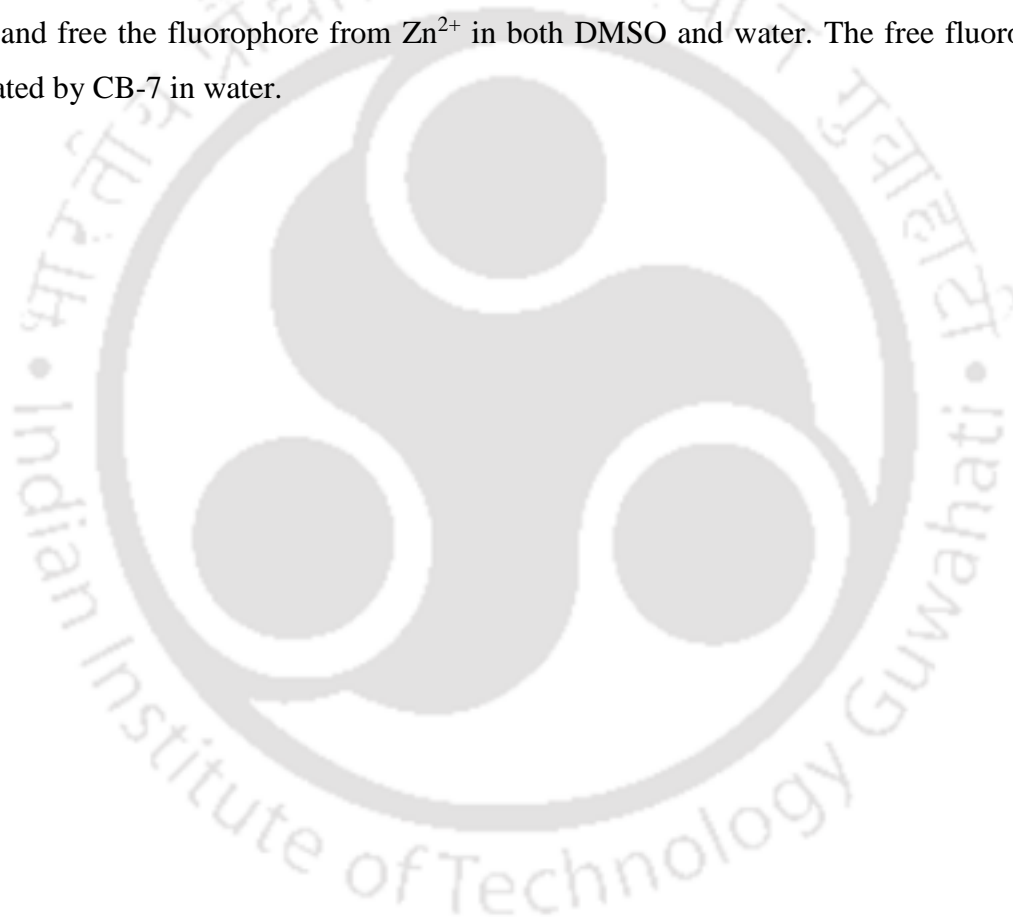 and free the fluorophore from Zn²⁺ in both DMSO and water. The free fluoro
ated by CB-7 in water.
Indian Institute of Technology Guwahati